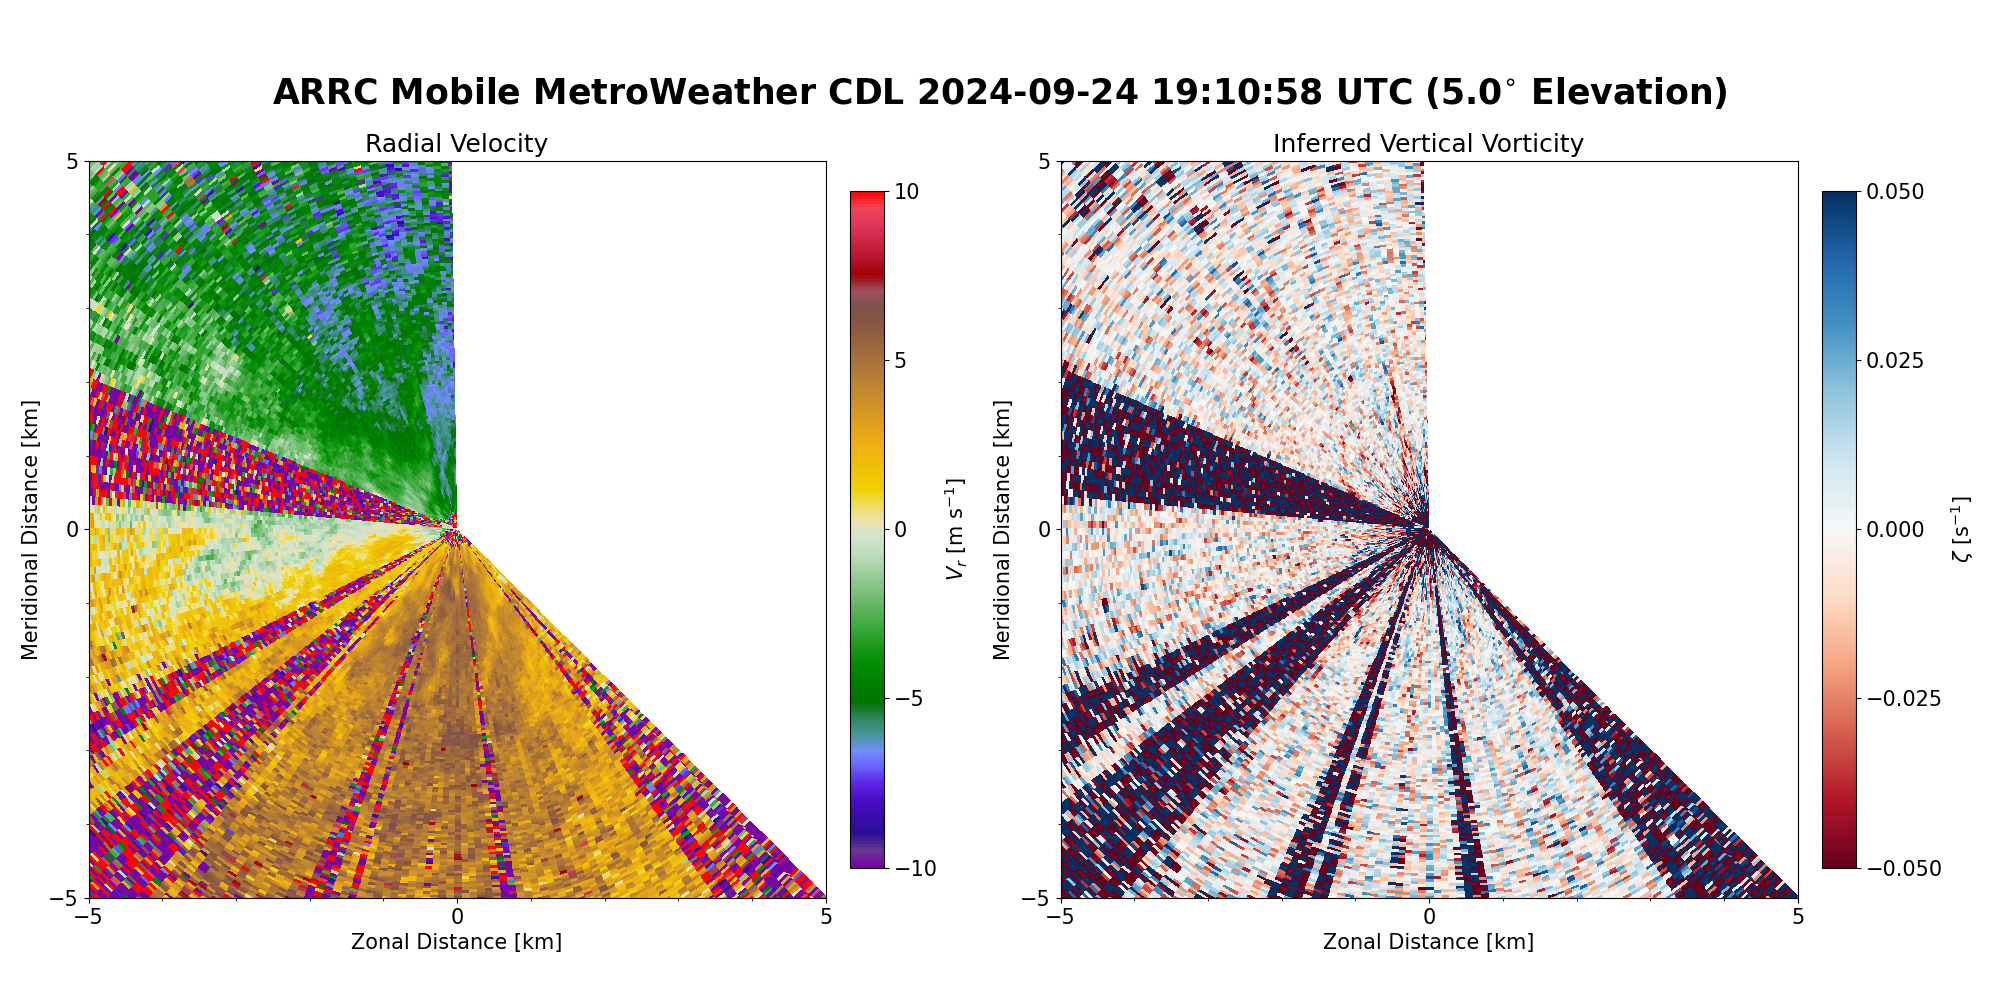 ARRC Mobile MetroWeather CDL 2024-09-24 19:10:58 UTC (5.0° Elevation)
Radial Velocity
Inferred Vertical Vorticity
5
0
−5
Meridional Distance [km]
−5 0 5
Zonal Distance [km]
10
5
0
−5
−10
Vr [m s⁻¹]
5
0
−5
Meridional Distance [km]
−5 0 5
Zonal Distance [km]
0.050
0.025
0.000
−0.025
−0.050
ζ [s⁻¹]